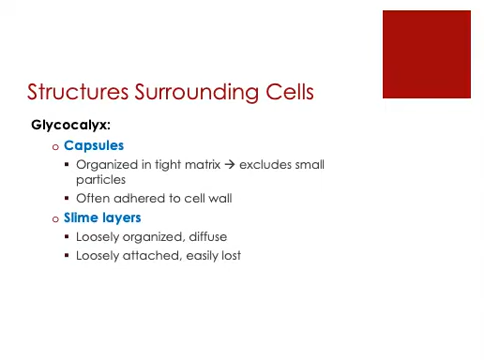 Structures Surrounding Cells
Glycocalyx:
o Capsules
▪ Organized in tight matrix → excludes small
particles
▪ Often adhered to cell wall
o Slime layers
▪ Loosely organized, diffuse
▪ Loosely attached, easily lost